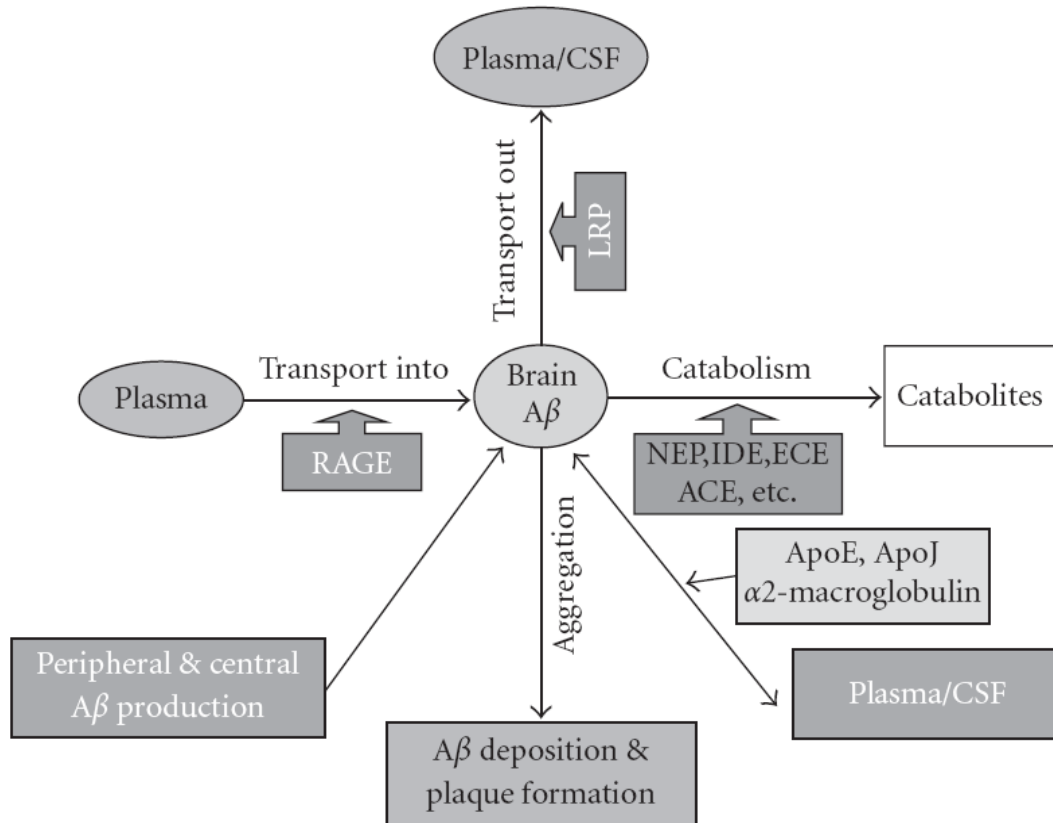 Plasma/CSF
Transport out
LRP
Transport into
Plasma
RAGE
Brain
Aβ
Catabolism
Catabolites
NEP,IDE,ECE
ACE, etc.
Aggregation
ApoE, ApoJ
α2-macroglobulin
Peripheral & central
Aβ production
Plasma/CSF
Aβ deposition &
plaque formation